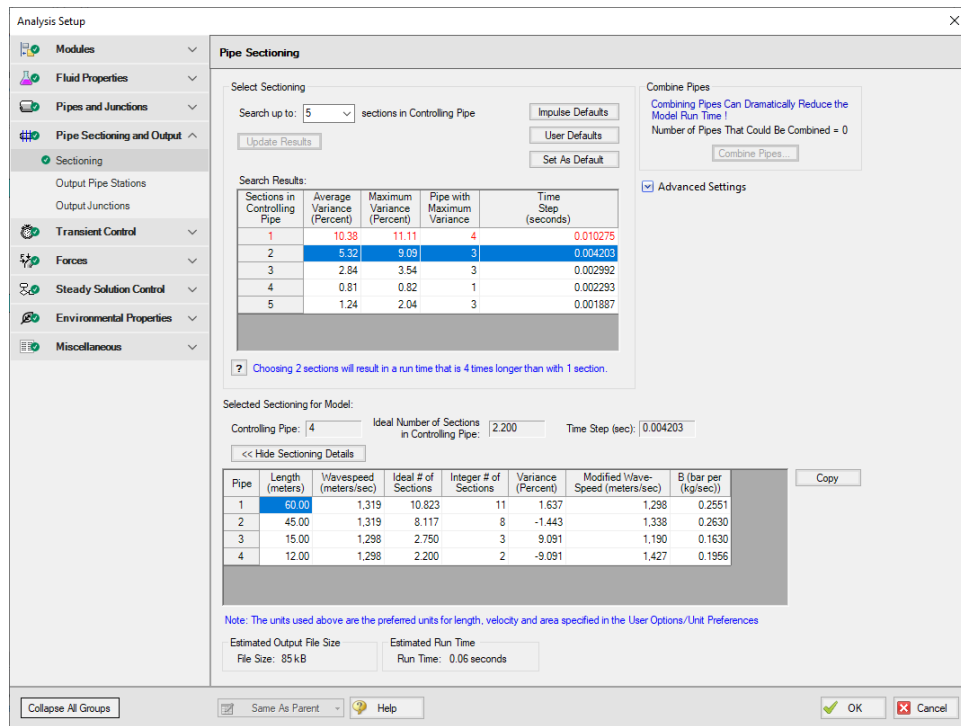 Analysis Setup
Modules
Fluid Properties
Pipes and Junctions
Pipe Sectioning and Output
Sectioning
Output Pipe Stations
Output Junctions
Transient Control
Forces
Steady Solution Control
Environmental Properties
Miscellaneous
Pipe Sectioning
Select Sectioning
Search up to: 5 sections in Controlling Pipe
Update Results
Impulse Defaults
User Defaults
Set As Default
Search Results:
Sections in Controlling Pipe Average Variance (Percent) Maximum Variance (Percent) Pipe with Maximum Variance Time Step (seconds)
1 10.38 11.11 4 0.010275
2 5.32 9.09 3 0.004203
3 2.84 3.54 3 0.002992
4 0.81 0.82 1 0.002293
5 1.24 2.04 3 0.001887
? Choosing 2 sections will result in a run time that is 4 times longer than with 1 section.
Combine Pipes
Combining Pipes Can Dramatically Reduce the
Model Run Time !
Number of Pipes That Could Be Combined = 0
Combine Pipes...
Advanced Settings
Selected Sectioning for Model:
Controlling Pipe: 4 Ideal Number of Sections in Controlling Pipe: 2.200 Time Step (sec): 0.004203
<< Hide Sectioning Details
Pipe Length (meters) Wavespeed (meters/sec) Ideal # of Sections Integer # of Sections Variance (Percent) Modified Wave-Speed (meters/sec) B (bar per (kg/sec))
1 60.00 1,319 10.823 11 1.637 1,298 0.2551
2 45.00 1,319 8.117 8 -1.443 1,338 0.2630
3 15.00 1,298 2.750 3 9.091 1,190 0.1630
4 12.00 1,298 2.200 2 -9.091 1,427 0.1956
Copy
Note: The units used above are the preferred units for length, velocity and area specified in the User Options/Unit Preferences
Estimated Output File Size
File Size: 85 kB
Estimated Run Time
Run Time: 0.06 seconds
Collapse All Groups
Same As Parent
Help
OK
Cancel